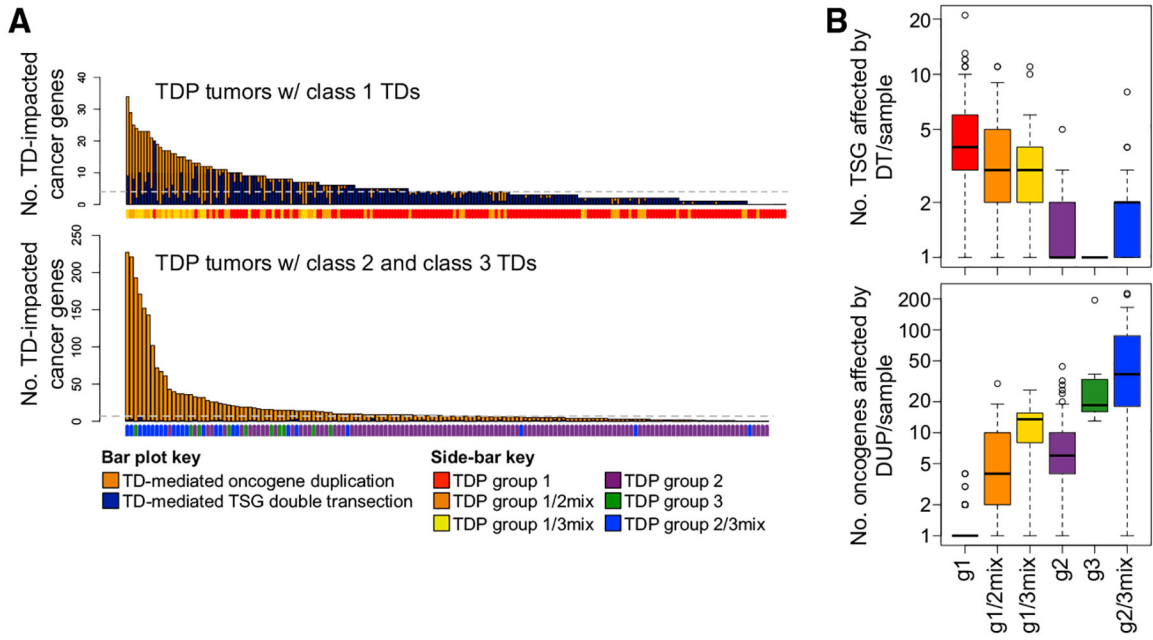 A
No. TD-impacted
cancer genes
40
30
20
10
0
TDP tumors w/ class 1 TDs
No. TD-impacted
cancer genes
250
200
150
100
50
0
TDP tumors w/ class 2 and class 3 TDs
Bar plot key
TD-mediated oncogene duplication
TD-mediated TSG double transection
Side-bar key
TDP group 1
TDP group 1/2mix
TDP group 1/3mix
TDP group 2
TDP group 3
TDP group 2/3mix
B
No. TSG affected by
DT/sample
20
10
5
2
1
No. oncogenes affected by
DUP/sample
200
100
50
20
10
5
2
1
g1
g1/2mix
g1/3mix
g2
g3
g2/3mix